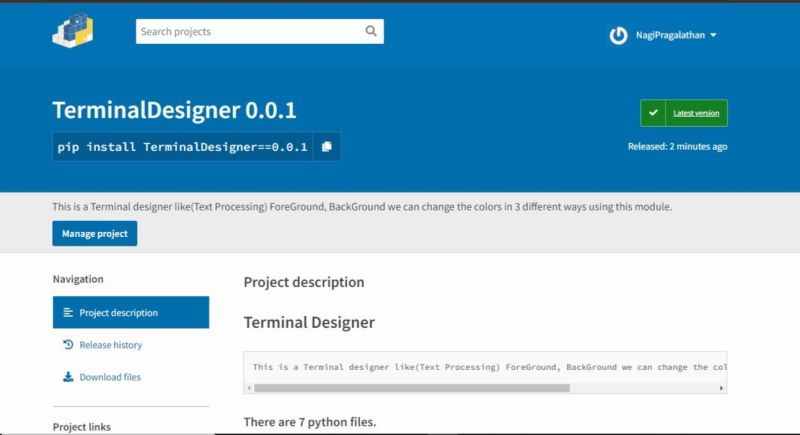 Search projects
NagiPragalathan
TerminalDesigner 0.0.1
pip install TerminalDesigner==0.0.1
Latest version
Released: 2 minutes ago
This is a Terminal designer like(Text Processing) ForeGround, BackGround we can change the colors in 3 different ways using this module.
Manage project
Navigation
Project description
Release history
Download files
Project links
Project description
Terminal Designer
This is a Terminal designer like(Text Processing) ForeGround, BackGround we can change the col
There are 7 python files.